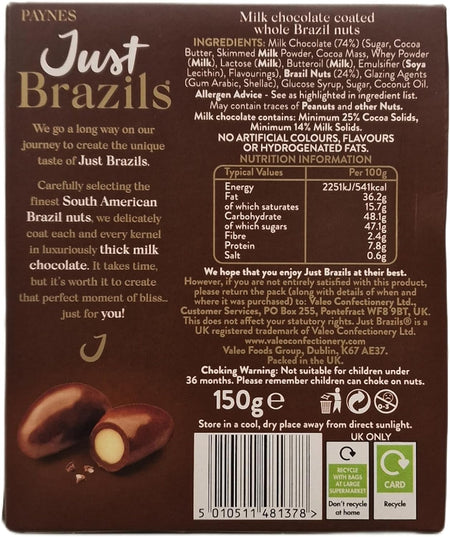 PAYNES
Just
Brazils®
We go a long way on our
journey to create the unique
taste of Just Brazils.
Carefully selecting the
finest South American
Brazil nuts, we delicately
coat each and every kernel
in luxuriously thick milk
chocolate. It takes time,
but it's worth it to create
that perfect moment of bliss..
just for you!
Milk chocolate coated
whole Brazil nuts
INGREDIENTS: Milk Chocolate (74%) (Sugar, Cocoa
Butter, Skimmed Milk Powder, Cocoa Mass, Whey Powder
(Milk), Lactose (Milk), Butteroil (Milk), Emulsifier (Soya
Lecithin), Flavourings), Brazil Nuts (24%), Glazing Agents
(Gum Arabic, Shellac), Glucose Syrup, Sugar, Coconut Oil.
Allergen Advice - See as highlighted in ingredient list.
May contain traces of Peanuts and other Nuts.
Milk chocolate contains: Minimum 25% Cocoa Solids,
Minimum 14% Milk Solids.
NO ARTIFICIAL COLOURS, FLAVOURS
OR HYDROGENATED FATS.
NUTRITION INFORMATION
Typical Values Per 100g
Energy 2251kJ/541kcal
Fat 36.2g
of which saturates 15.7g
Carbohydrate 48.1g
of which sugars 47.1g
Fibre 2.4g
Protein 7.8g
Salt 0.6g
We hope that you enjoy Just Brazils at their best.
However, if you are not entirely satisfied with this product,
please return the pack (along with details of when and
where it was purchased) to: Valeo Confectionery Ltd.,
Customer Services, PO Box 255, Pontefract WF8 9BT, UK.
This does not affect your statutory rights. Just Brazils® is a
UK registered trademark of Valeo Confectionery Ltd.
www.valeoconfectionery.com
Valeo Foods Group, Dublin. K67 AE37.
Packed in the UK.
Choking Warning: Not suitable for children under
36 months. Please remember children can choke on nuts.
150g e
0-3
Store in a cool, dry place away from direct sunlight.
UK ONLY
RECYCLE
WITH BAGS
AT LARGE
SUPERMARKET
Don't recycle
at home
CARD
Recycle
5 010511 481378 >